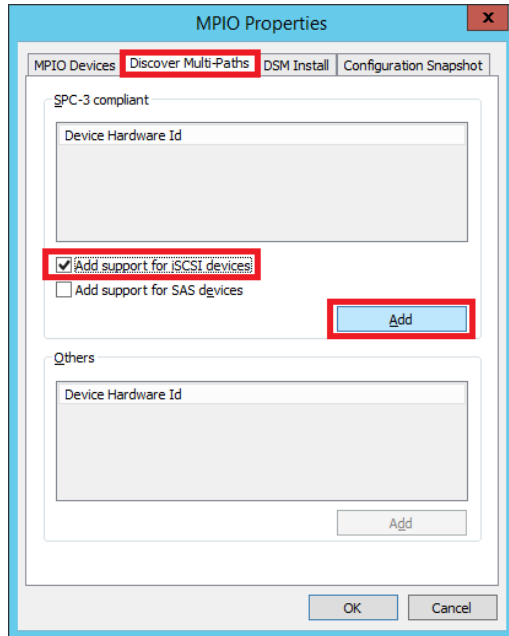 MPIO Properties
x
MPIO Devices Discover Multi-Paths DSM Install Configuration Snapshot
SPC-3 compliant
Device Hardware Id
Add support for iSCSI devices
Add support for SAS devices
Add
Others
Device Hardware Id
Add
OK Cancel